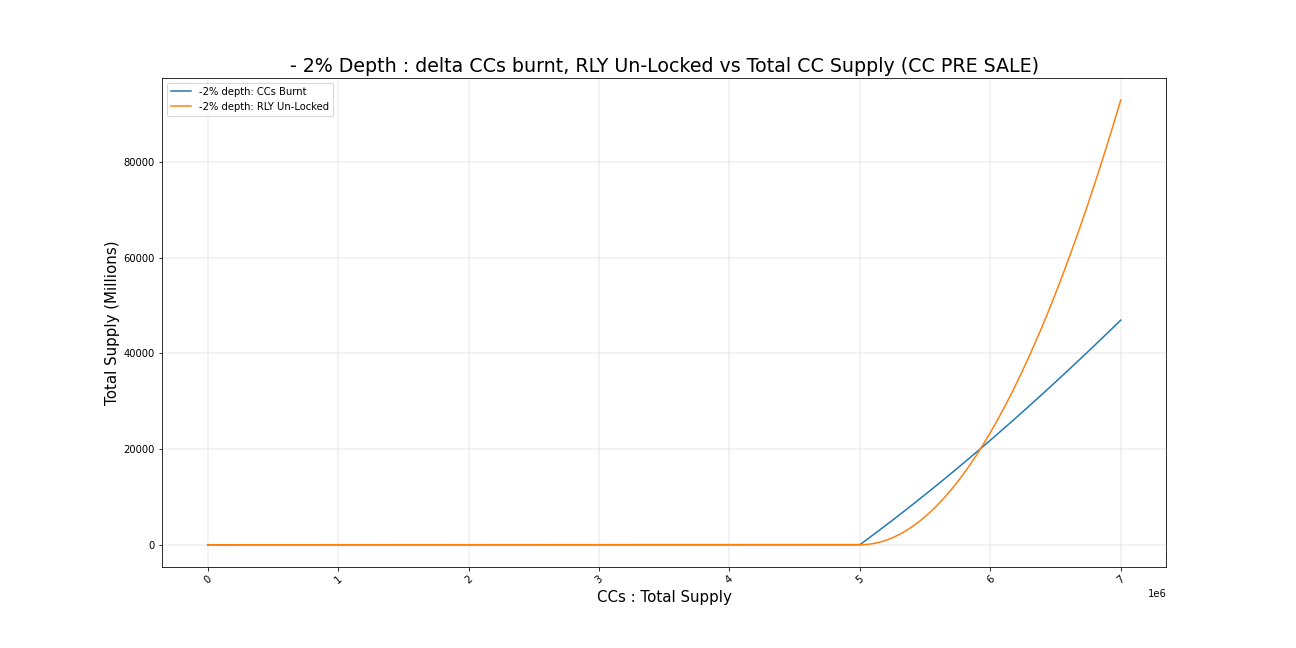 - 2% Depth : delta CCs burnt, RLY Un-Locked vs Total CC Supply (CC PRE SALE)
-2% depth: CCs Burnt
-2% depth: RLY Un-Locked
Total Supply (Millions)
80000
60000
40000
20000
0
0 1 2 3 4 5 6 7
1e6
CCs : Total Supply